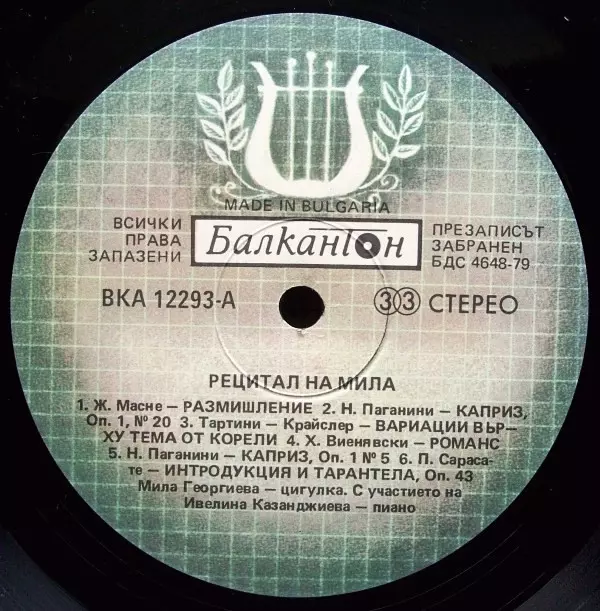 MADE IN BULGARIA
ВСИЧКИ
ПРАВА
ЗАПАЗЕНИ
Балкантон
ПРЕЗАПИСЪТ
ЗАБРАНЕН
БДС 4648-79
ВКА 12293-А
33 СТЕРЕО
РЕЦИТАЛ НА МИЛА
1. Ж. Масне – РАЗМИШЛЕНИЕ 2. Н. Паганини – КАПРИЗ,
Оп. 1, № 20 3. Тартини – Крайслер – ВАРИАЦИИ ВЪР-
ХУ ТЕМА ОТ КОРЕЛИ 4. Х. Виенявски – РОМАНС
5. Н. Паганини – КАПРИЗ, Оп. 1 № 5 6. П. Сараса-
те – ИНТРОДУКЦИЯ И ТАРАНТЕЛА, Оп. 43
Мила Георгиева – цигулка. С участието на
Ивелина Казанджиева – пиано